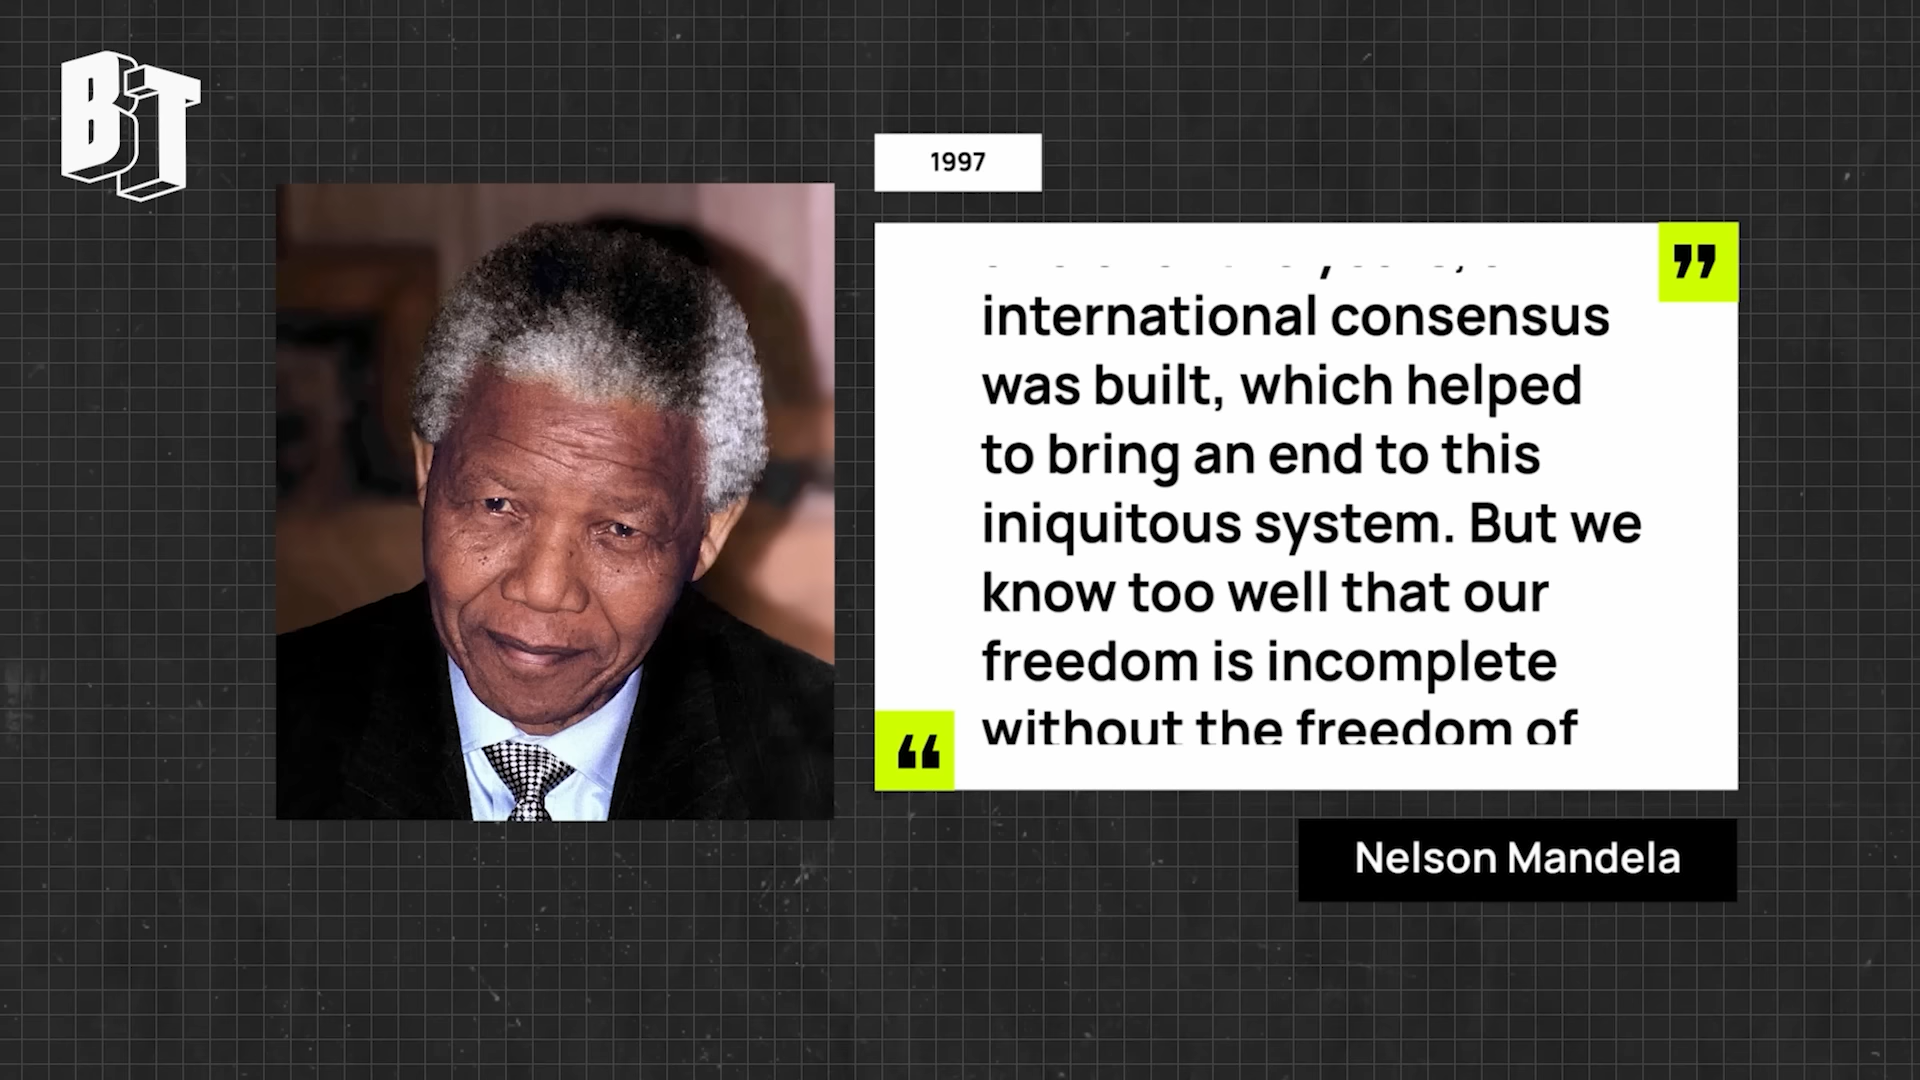 BT
1997
”
international consensus
was built, which helped
to bring an end to this
iniquitous system. But we
know too well that our
freedom is incomplete
without the freedom of
“
Nelson Mandela